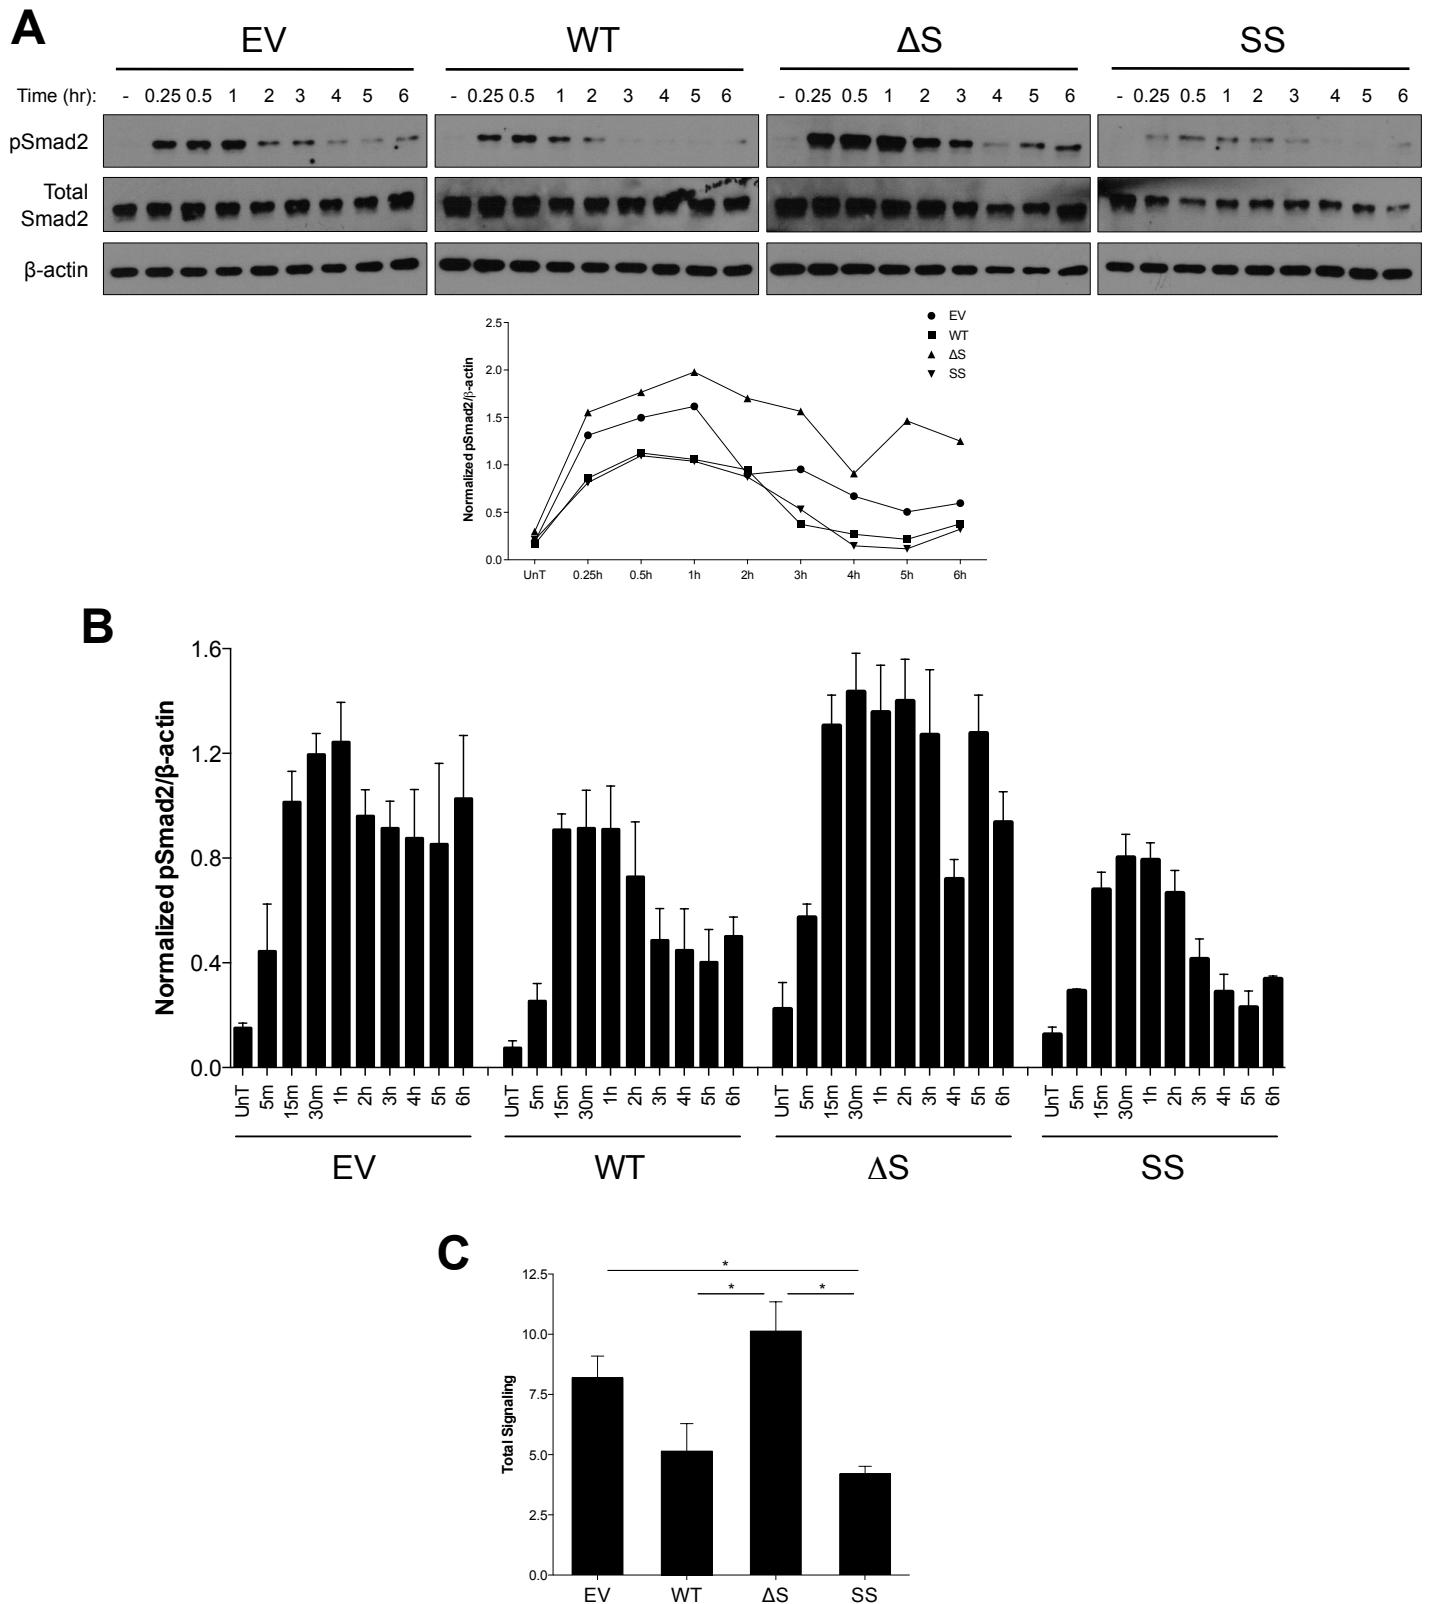 A
EV WT ΔS SS
Time (hr): - 0.25 0.5 1 2 3 4 5 6 - 0.25 0.5 1 2 3 4 5 6 - 0.25 0.5 1 2 3 4 5 6 - 0.25 0.5 1 2 3 4 5 6
pSmad2
Total
Smad2
β-actin
Normalized pSmad2/β-actin
2.5
2.0
1.5
1.0
0.5
0.0
UnT 0.25h 0.5h 1h 2h 3h 4h 5h 6h
EV
WT
ΔS
SS
B
Normalized pSmad2/β-actin
1.6
1.2
0.8
0.4
0.0
UnT 5m 15m 30m 1h 2h 3h 4h 5h 6h UnT 5m 15m 30m 1h 2h 3h 4h 5h 6h UnT 5m 15m 30m 1h 2h 3h 4h 5h 6h UnT 5m 15m 30m 1h 2h 3h 4h 5h 6h
EV WT ΔS SS
C
Total Signaling
12.5
10.0
7.5
5.0
2.5
0.0
*
* *
EV WT ΔS SS